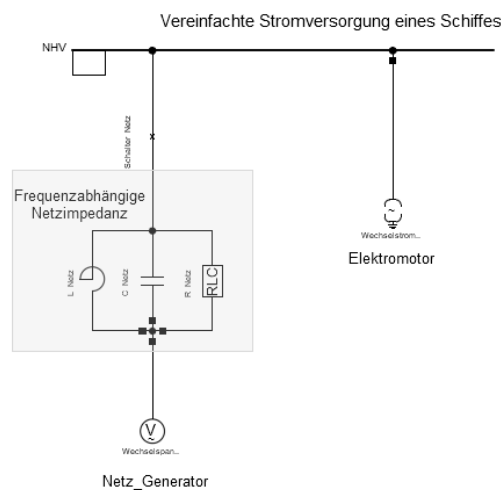 Vereinfachte Stromversorgung eines Schiffes
NHV
Schalter Netz
Frequenzabhängige
Netzimpedanz
L Netz
C Netz
R Netz
RLC
~
Wechselstrom...
Elektromotor
V
~
Wechselspan...
Netz_Generator